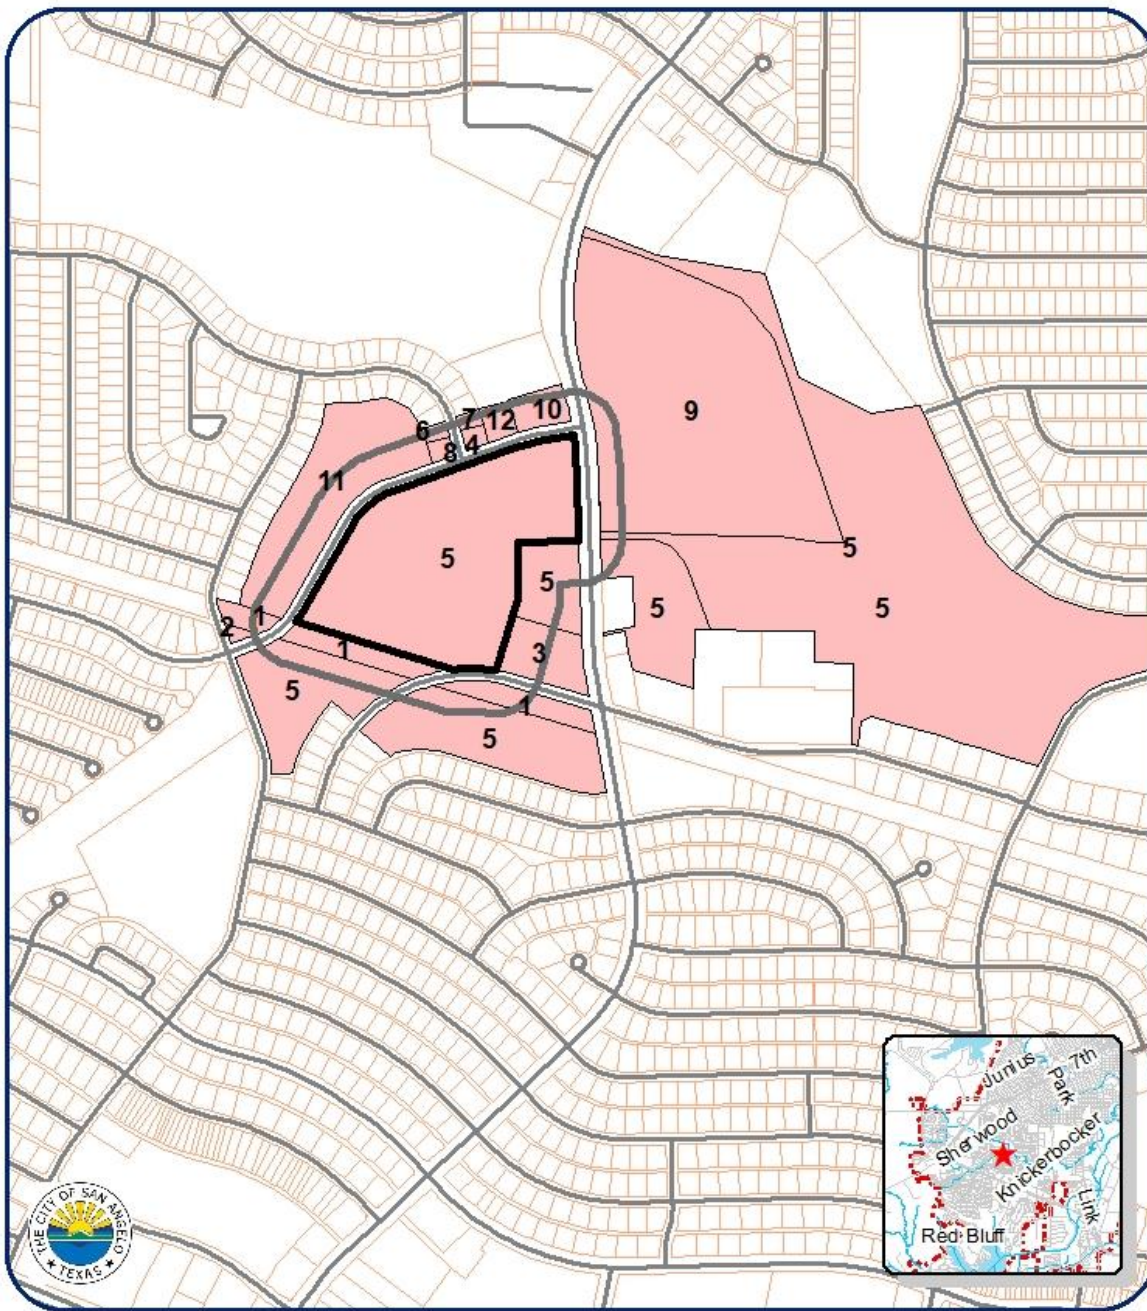 9
10
7
12
6
4
8
11
5
5
5
5
5
1
2
1
3
5
1
5
Junius
Park
7th
Sherwood
Knickerbocker
Link
Red Bluff
THE CITY OF SAN ANGELO
★ TEXAS ★